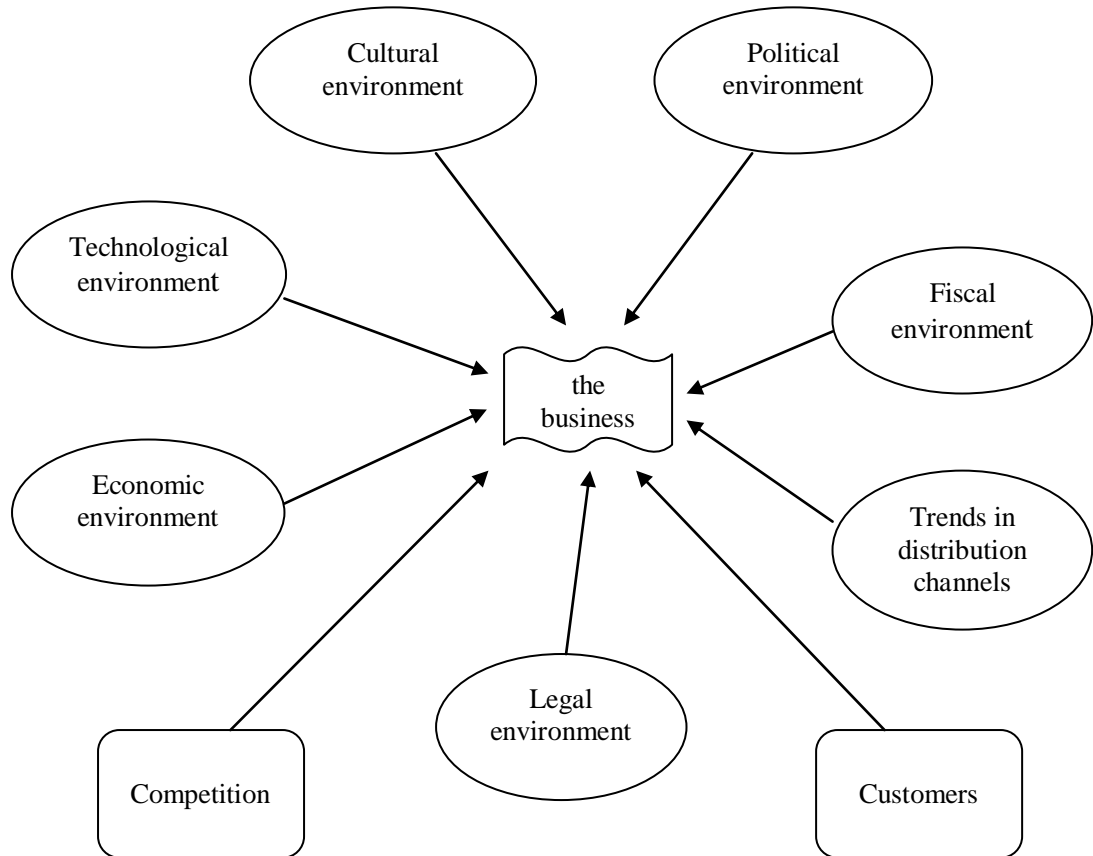 Cultural
environment
Political
environment
Technological
environment
Fiscal
environment
the
business
Economic
environment
Trends in
distribution
channels
Legal
environment
Competition
Customers